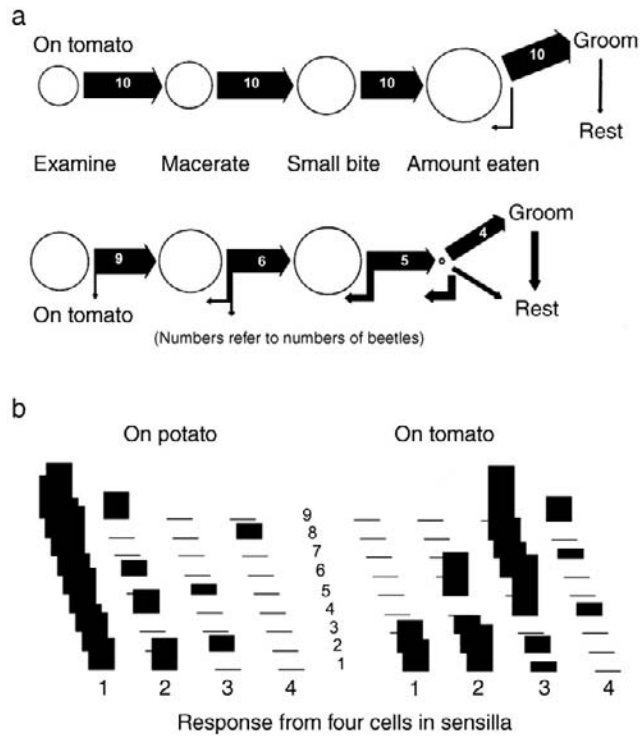 a
On tomato
10 10 10 10 Groom
Rest
Examine Macerate Small bite Amount eaten
Groom
9 6 5 4
On tomato
Rest
(Numbers refer to numbers of beetles)
b
On potato On tomato
9
8
7
6
5
4
3
2
1
1 2 3 4 1 2 3 4
Response from four cells in sensilla